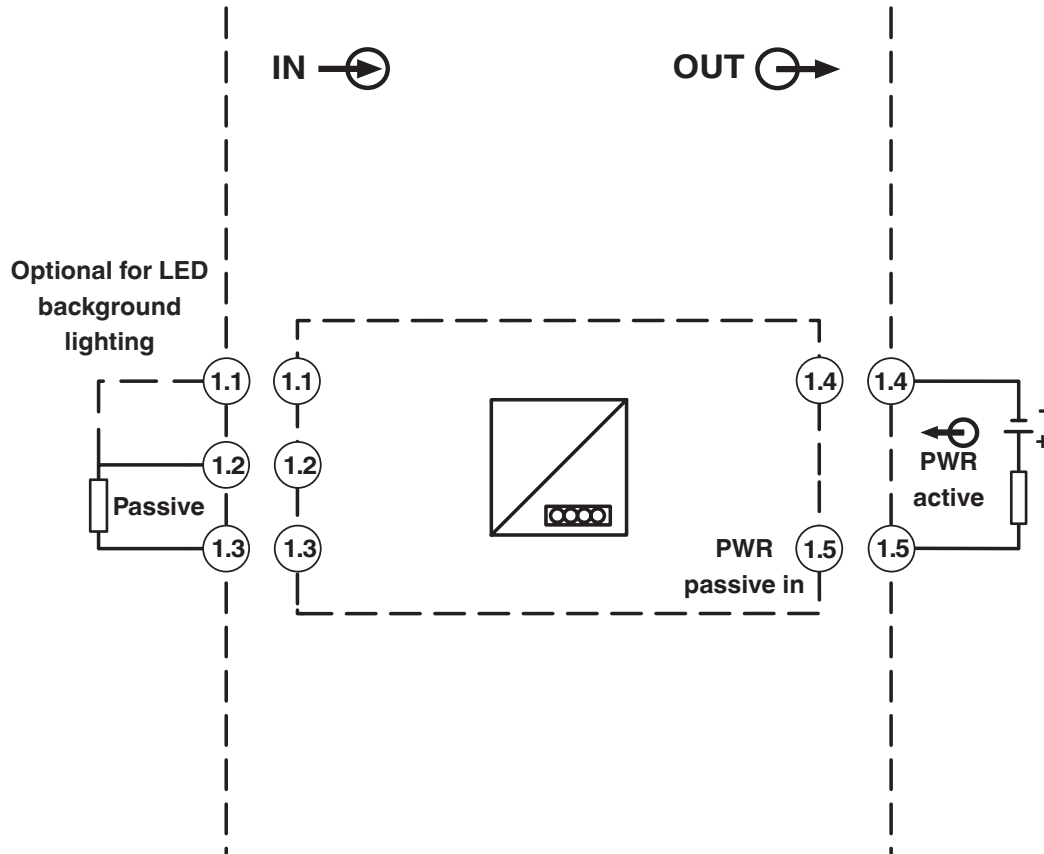 IN
OUT
Optional for LED
background
lighting
1.1
1.1
1.4
1.4
-
+
PWR
active
1.2
1.2
Passive
1.3
1.3
PWR
passive in
1.5
1.5